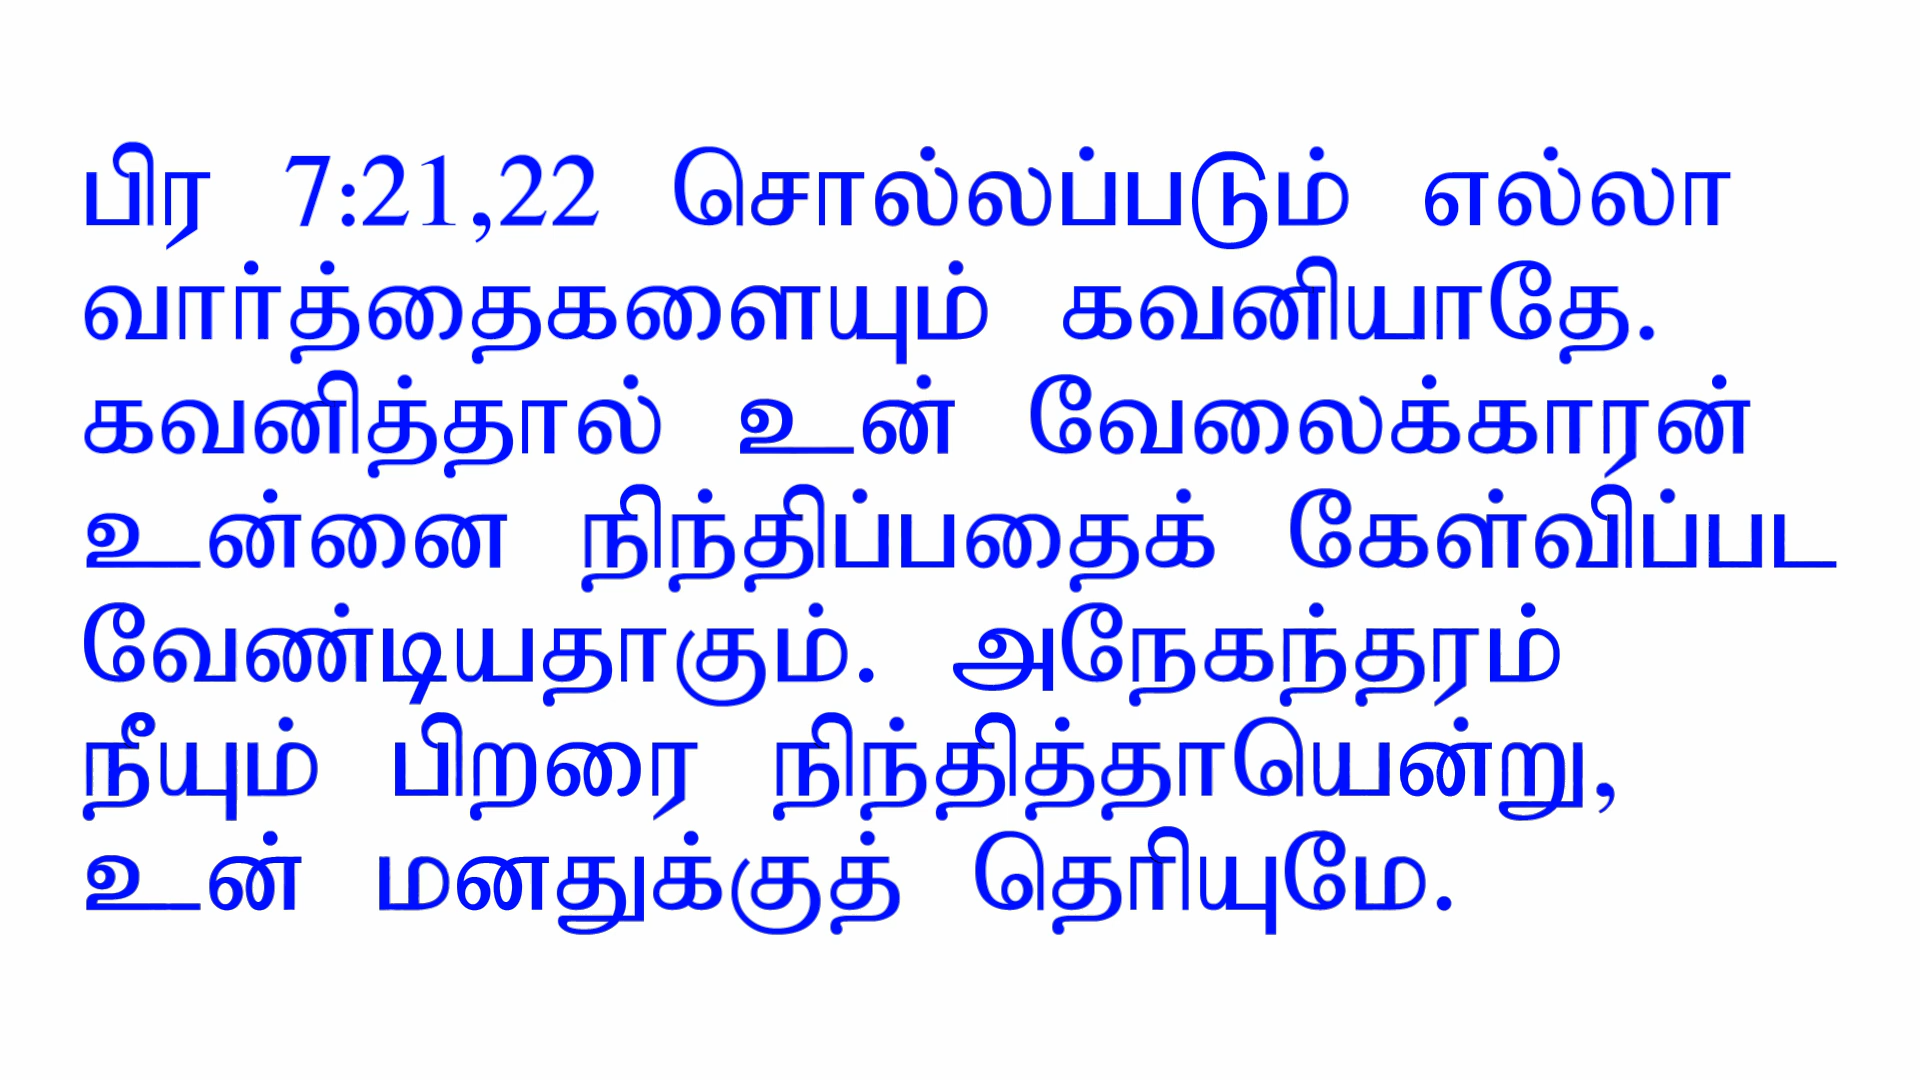 பிர 7:21,22 சொல்லப்படும் எல்லா
வார்த்தைகளையும் கவனியாதே.
கவனித்தால் உன் வேலைக்காரன்
உன்னை நிந்திப்பதைக் கேள்விப்பட
வேண்டியதாகும். அநேகந்தரம்
நீயும் பிறரை நிந்தித்தாயென்று,
உன் மனதுக்குத் தெரியுமே.